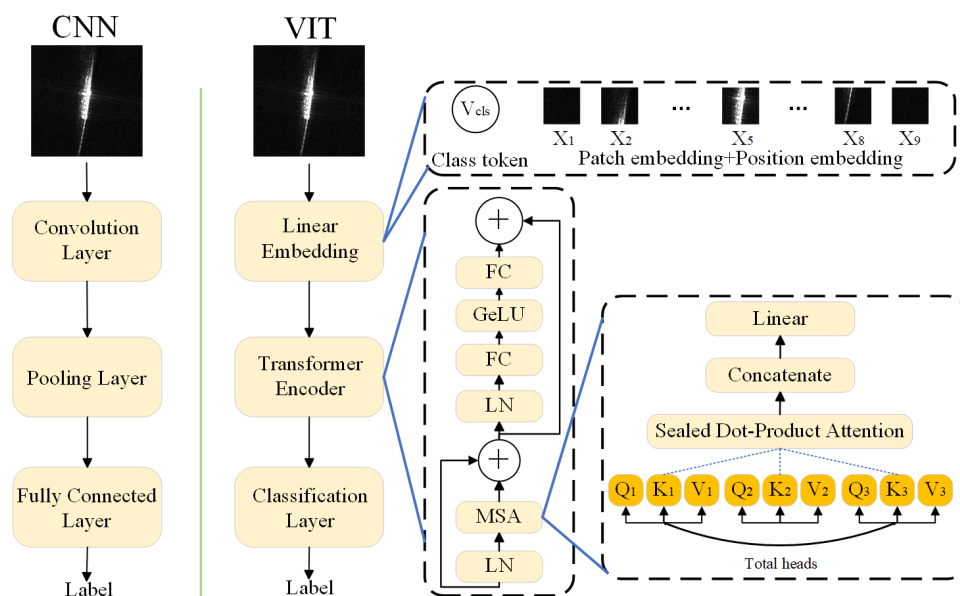 CNN
Convolution
Layer
Pooling Layer
Fully Connected
Layer
Label
VIT
Linear
Embedding
Transformer
Encoder
Classification
Layer
Label
Vcls
Class token
... ...
X1 X2 X5 X8 X9
Patch embedding+Position embedding
+
FC
GeLU
FC
LN
+
MSA
LN
Linear
Concatenate
Sealed Dot-Product Attention
Q1 K1 V1 Q2 K2 V2 Q3 K3 V3
Total heads